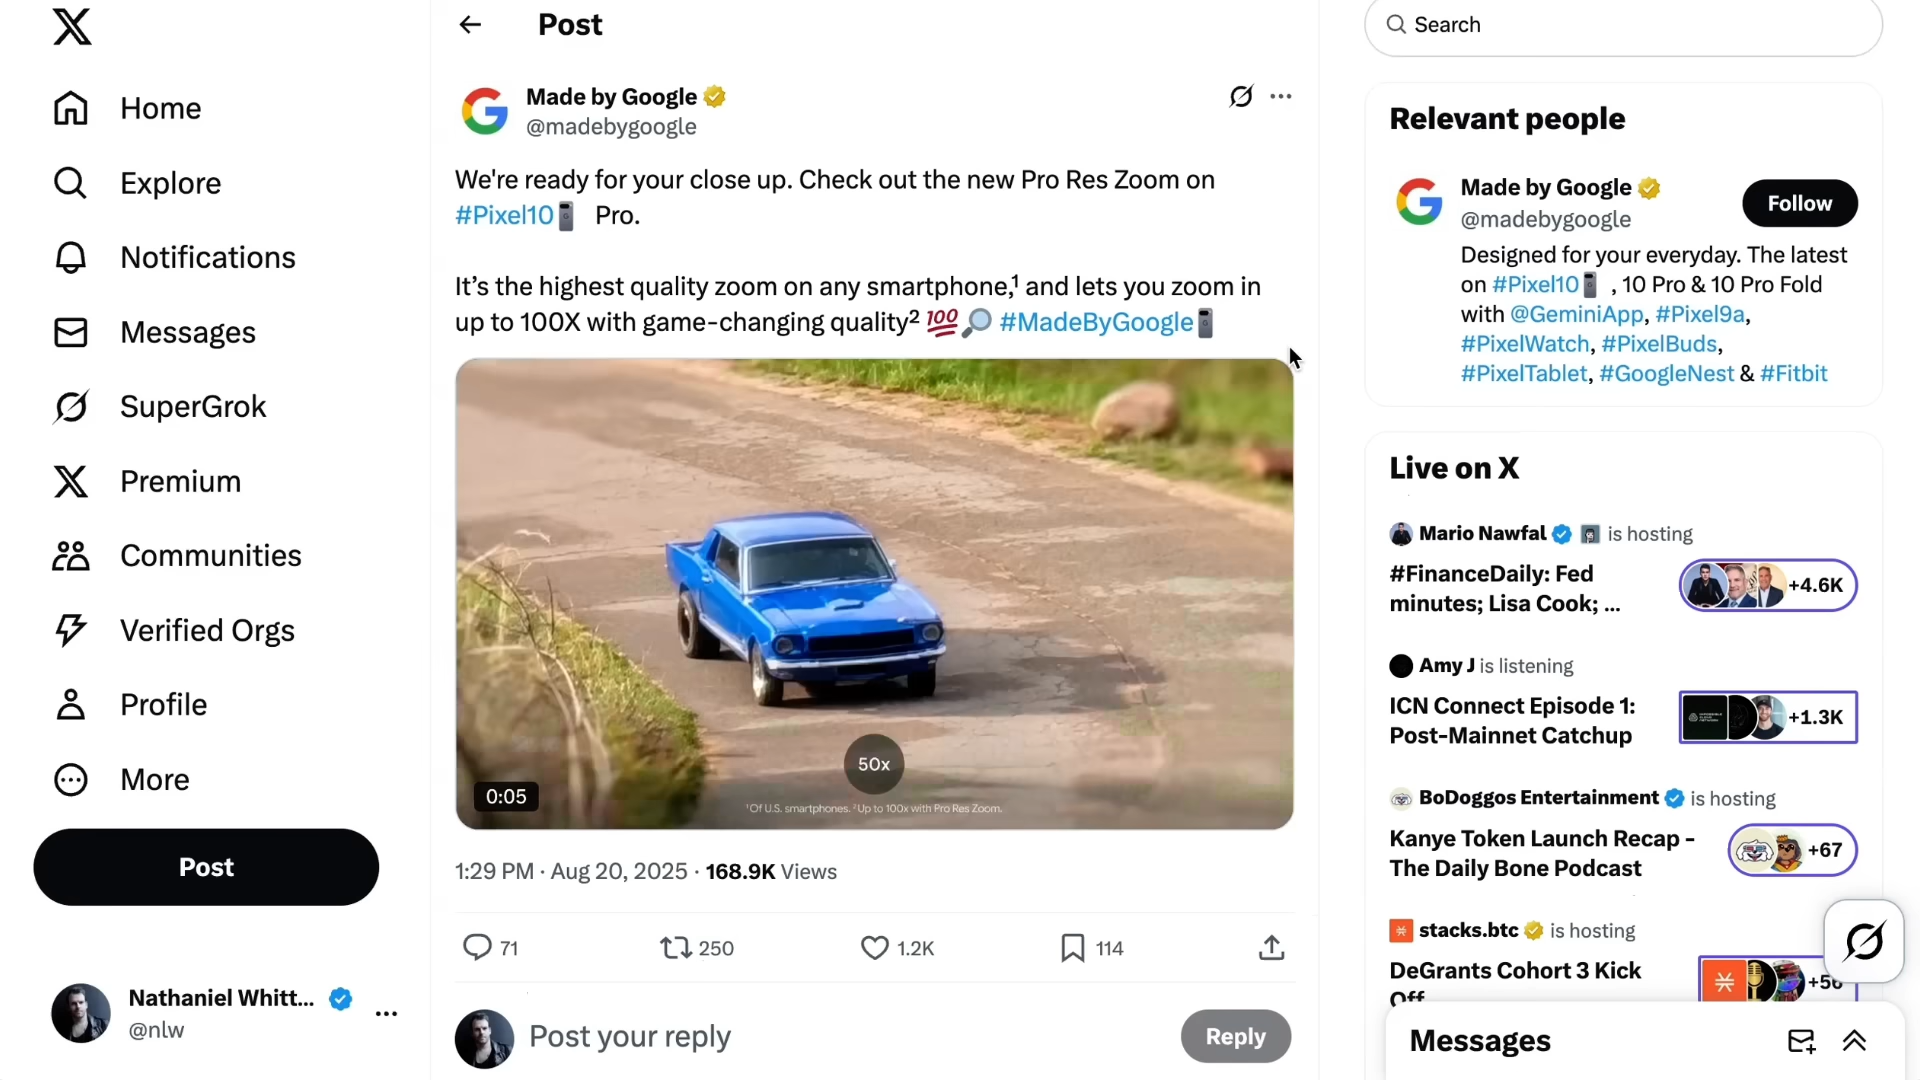 Home
Explore
Notifications
Messages
SuperGrok
Premium
Communities
Verified Orgs
Profile
More
Post
Nathaniel Whitt...
@nlw
Post
Made by Google
@madebygoogle
We're ready for your close up. Check out the new Pro Res Zoom on
#Pixel10 Pro.
It’s the highest quality zoom on any smartphone,¹ and lets you zoom in
up to 100X with game-changing quality² 💯🔎 #MadeByGoogle
50x
0:05
¹Of U.S. smartphones. ²Up to 100x with Pro Res Zoom.
1:29 PM · Aug 20, 2025 · 168.9K Views
71
250
1.2K
114
Post your reply
Reply
Search
Relevant people
Made by Google
@madebygoogle
Follow
Designed for your everyday. The latest
on #Pixel10 , 10 Pro & 10 Pro Fold
with @GeminiApp, #Pixel9a,
#PixelWatch, #PixelBuds,
#PixelTablet, #GoogleNest & #Fitbit
Live on X
Mario Nawfal is hosting
#FinanceDaily: Fed
minutes; Lisa Cook; ...
+4.6K
Amy J is listening
ICN Connect Episode 1:
Post-Mainnet Catchup
+1.3K
BoDoggos Entertainment is hosting
Kanye Token Launch Recap -
The Daily Bone Podcast
+67
stacks.btc is hosting
DeGrants Cohort 3 Kick
Off
Messages